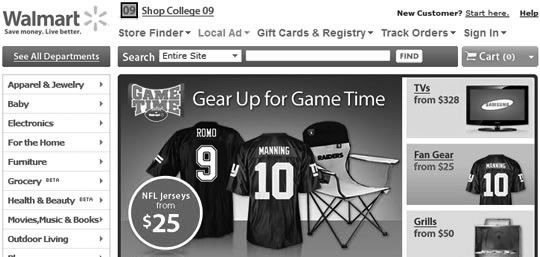 Walmart
Save money. Live better.
09 Shop College 09
New Customer? Start here. Help
Store Finder Local Ad Gift Cards & Registry Track Orders Sign In
See All Departments
Search Entire Site FIND
Cart (0)
Apparel & Jewelry
Baby
Electronics
For the Home
Furniture
Grocery BETA
Health & Beauty BETA
Movies,Music & Books
Outdoor Living
GAME TIME
Gear Up for Game Time
ROMO
9
MANNING
10
RAIDERS
NFL Jerseys
from
$25
TVs
from $328
SAMSUNG
Fan Gear
from $25
MANNING
10
Grills
from $50